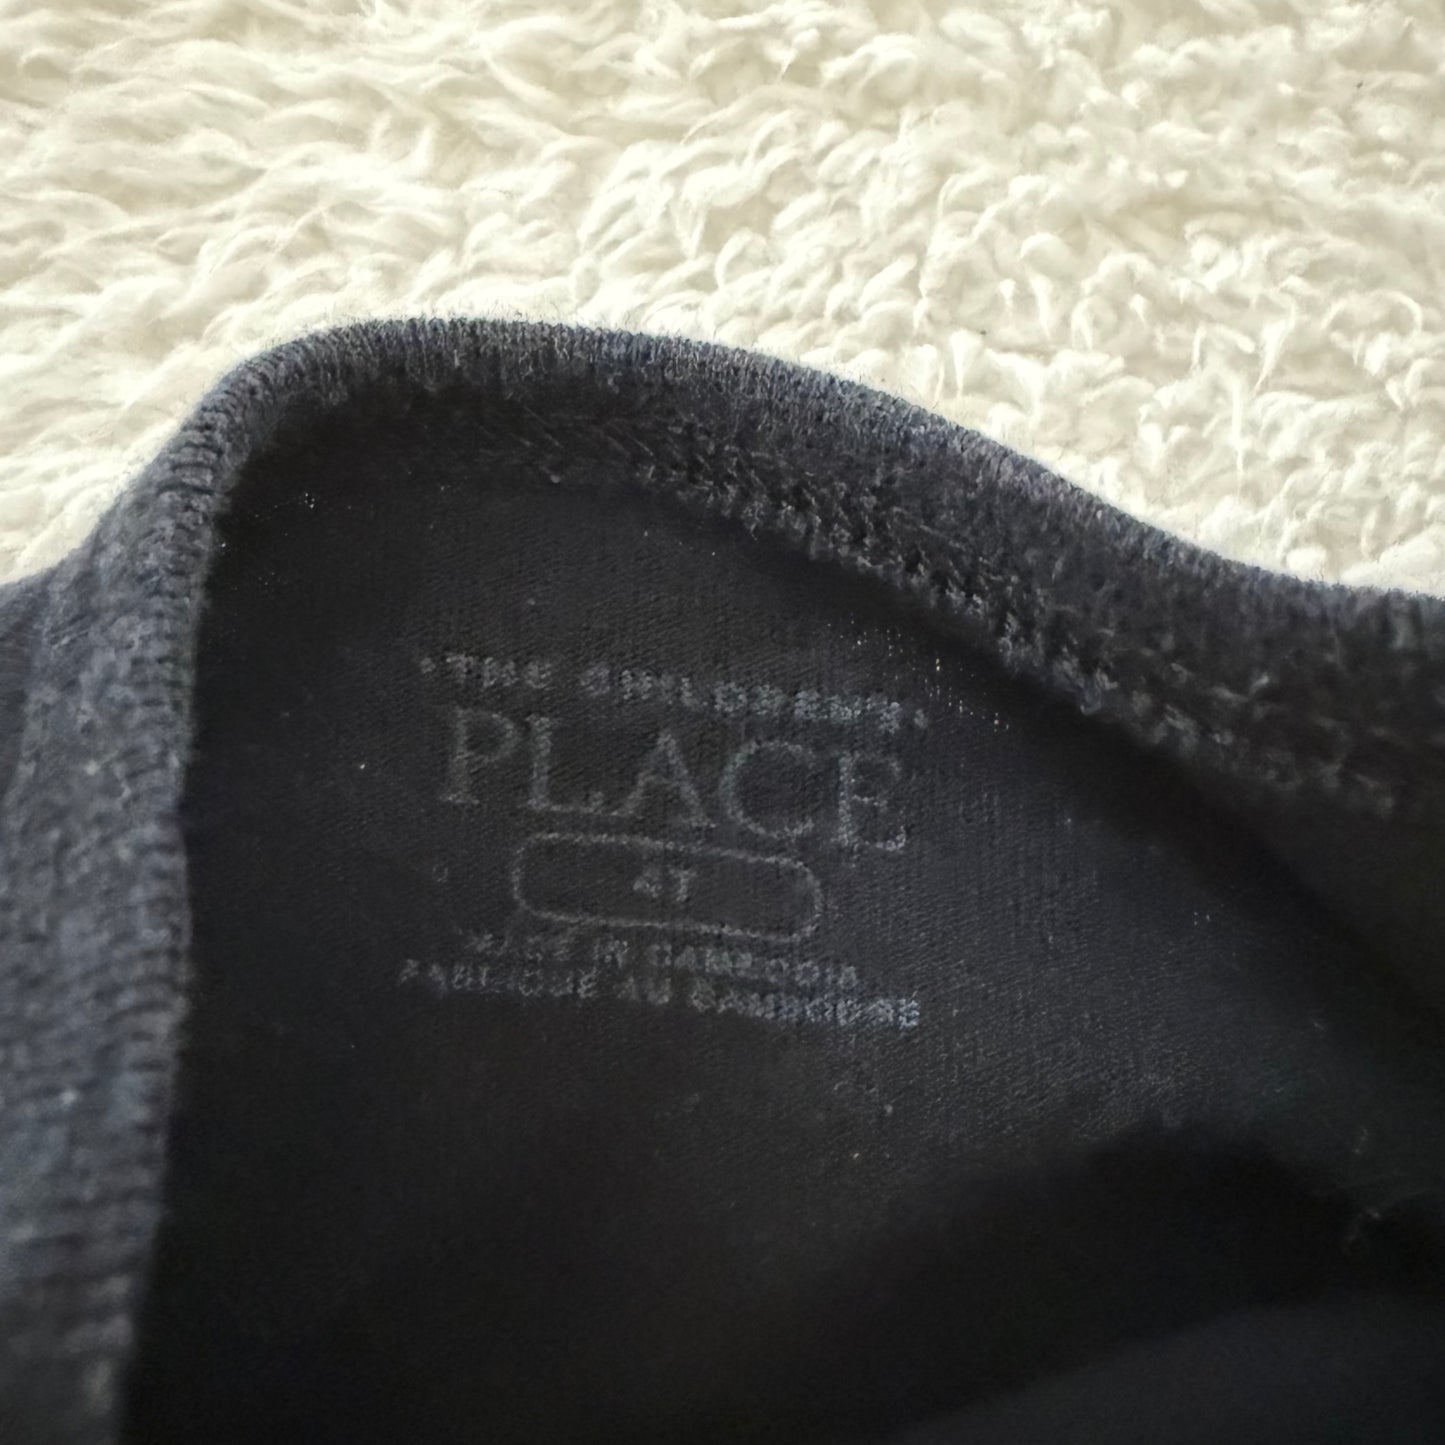 "THE CHILDREN'S"
PLACE
4T
MADE IN CAMBODIA
FABRIQUÉ AU CAMBODGE